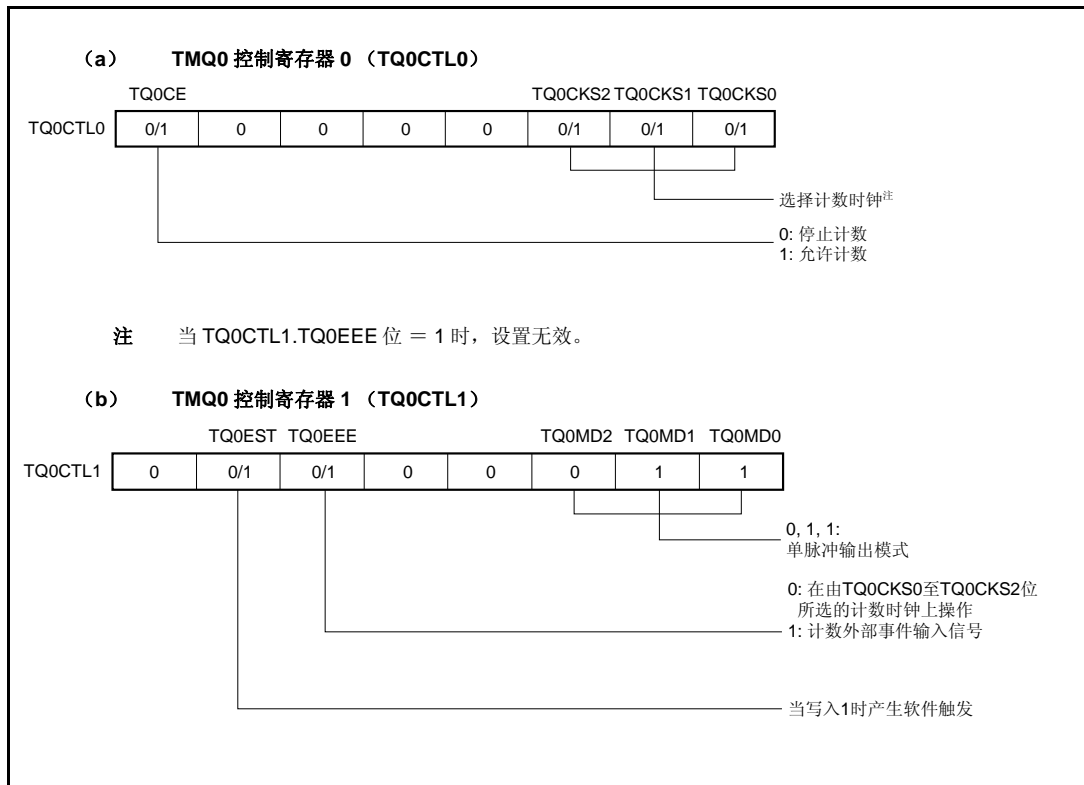 （a） TMQ0 控制寄存器 0 （TQ0CTL0）
TQ0CE TQ0CKS2 TQ0CKS1 TQ0CKS0
TQ0CTL0 0/1 0 0 0 0 0/1 0/1 0/1
选择计数时钟注
0: 停止计数
1: 允许计数
注 当 TQ0CTL1.TQ0EEE 位 ＝ 1 时，设置无效。
（b） TMQ0 控制寄存器 1 （TQ0CTL1）
TQ0EST TQ0EEE TQ0MD2 TQ0MD1 TQ0MD0
TQ0CTL1 0 0/1 0/1 0 0 0 1 1
0, 1, 1:
单脉冲输出模式
0: 在由TQ0CKS0至TQ0CKS2位
所选的计数时钟上操作
1: 计数外部事件输入信号
当写入1时产生软件触发